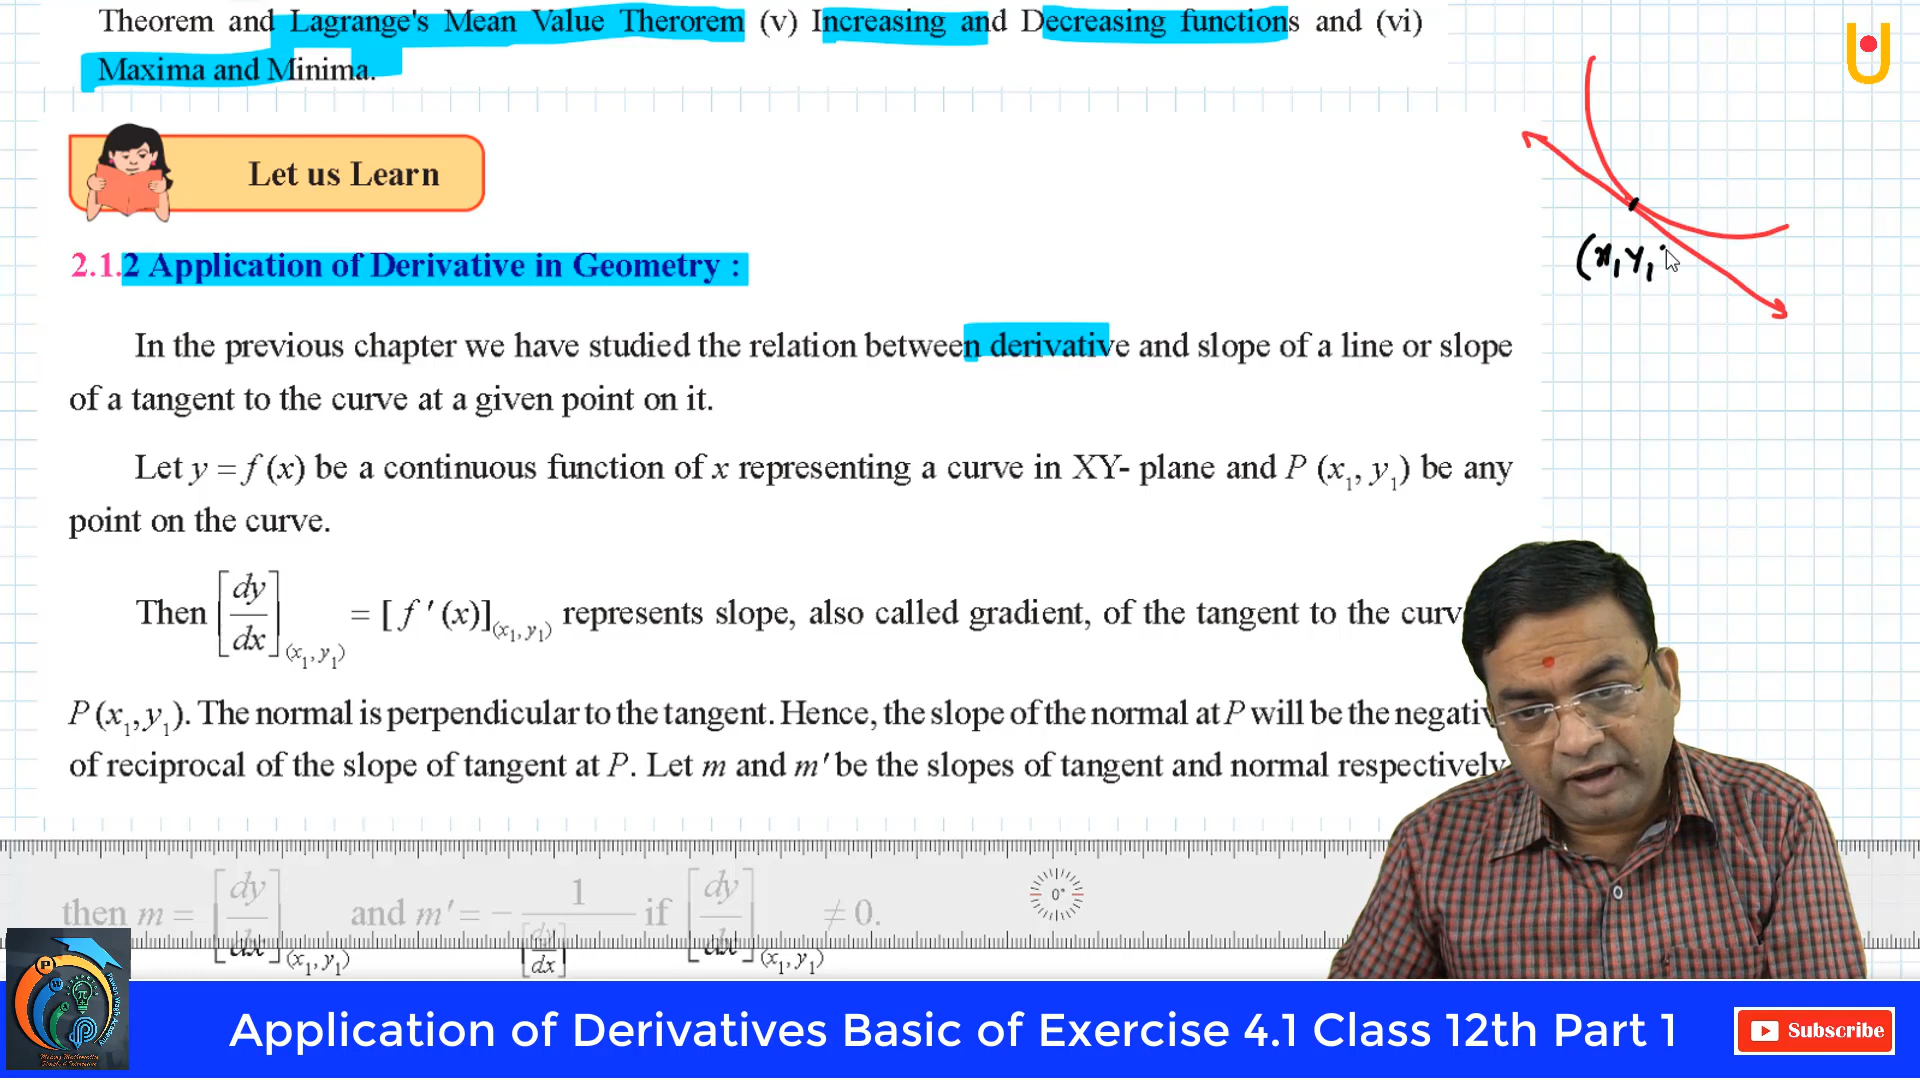 Theorem and Lagrange's Mean Value Therorem (v) Increasing and Decreasing functions and (vi)
Maxima and Minima.
Let us Learn
2.1.2 Application of Derivative in Geometry :
(x₁ y₁
In the previous chapter we have studied the relation between derivative and slope of a line or slope
of a tangent to the curve at a given point on it.
Let y = f (x) be a continuous function of x representing a curve in XY- plane and P (x₁, y₁) be any
point on the curve.
Then [dy/dx](x₁, y₁) = [ f ′ (x)](x₁, y₁) represents slope, also called gradient, of the tangent to the curv
P (x₁, y₁). The normal is perpendicular to the tangent. Hence, the slope of the normal at P will be the negativ
of reciprocal of the slope of tangent at P. Let m and m′ be the slopes of tangent and normal respectively
then m = [dy/dx](x₁, y₁) and m′ = − 1/[dy/dx] if [dy/dx](x₁, y₁) ≠ 0.
0°
Application of Derivatives Basic of Exercise 4.1 Class 12th Part 1
Subscribe